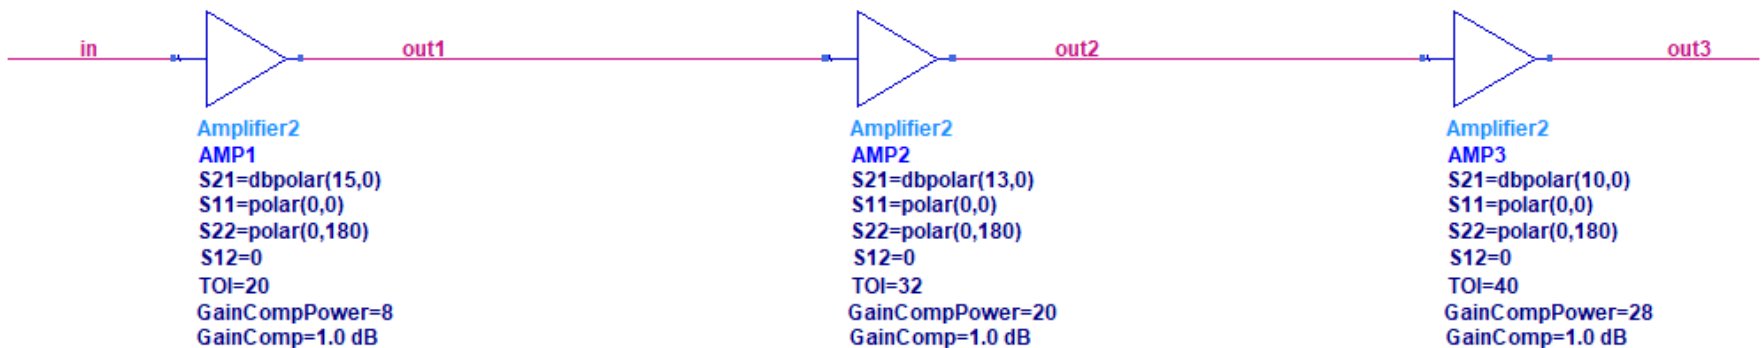 in
out1
out2
out3
Amplifier2
AMP1
S21=dbpolar(15,0)
S11=polar(0,0)
S22=polar(0,180)
S12=0
TOI=20
GainCompPower=8
GainComp=1.0 dB
Amplifier2
AMP2
S21=dbpolar(13,0)
S11=polar(0,0)
S22=polar(0,180)
S12=0
TOI=32
GainCompPower=20
GainComp=1.0 dB
Amplifier2
AMP3
S21=dbpolar(10,0)
S11=polar(0,0)
S22=polar(0,180)
S12=0
TOI=40
GainCompPower=28
GainComp=1.0 dB